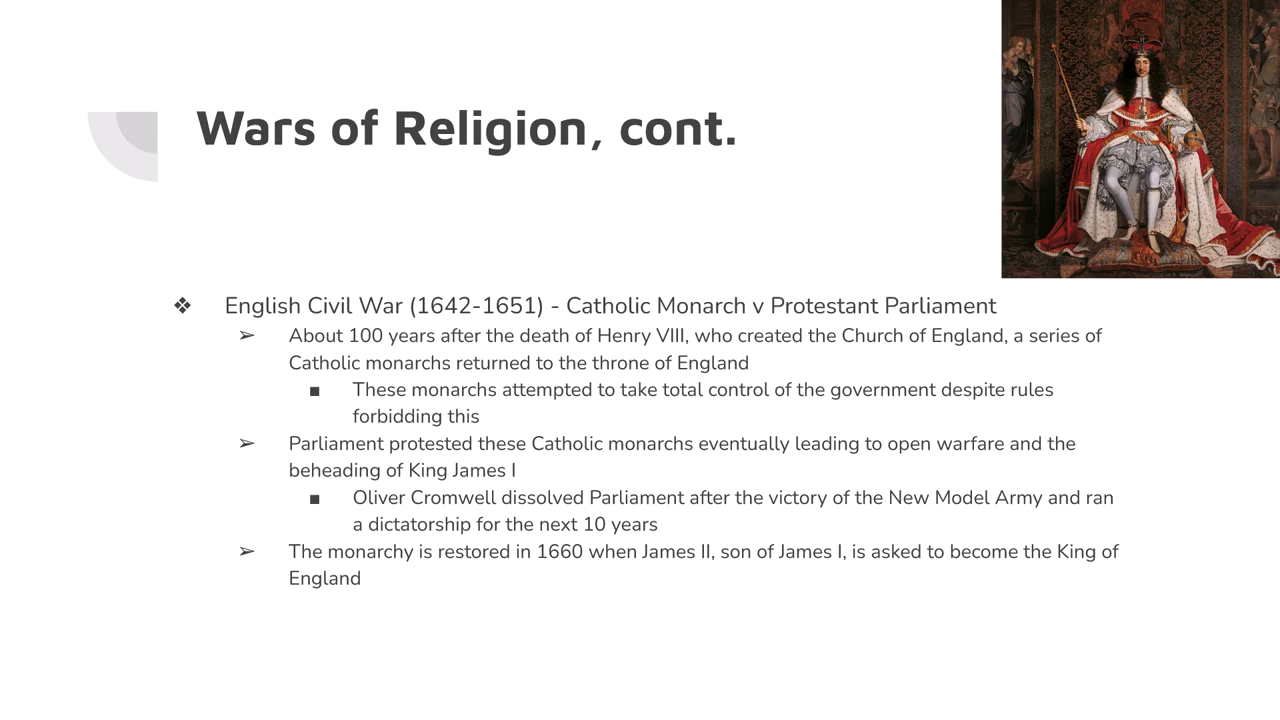 Wars of Religion, cont.
❖ English Civil War (1642-1651) - Catholic Monarch v Protestant Parliament
➢ About 100 years after the death of Henry VIII, who created the Church of England, a series of
Catholic monarchs returned to the throne of England
■ These monarchs attempted to take total control of the government despite rules
forbidding this
➢ Parliament protested these Catholic monarchs eventually leading to open warfare and the
beheading of King James I
■ Oliver Cromwell dissolved Parliament after the victory of the New Model Army and ran
a dictatorship for the next 10 years
➢ The monarchy is restored in 1660 when James II, son of James I, is asked to become the King of
England